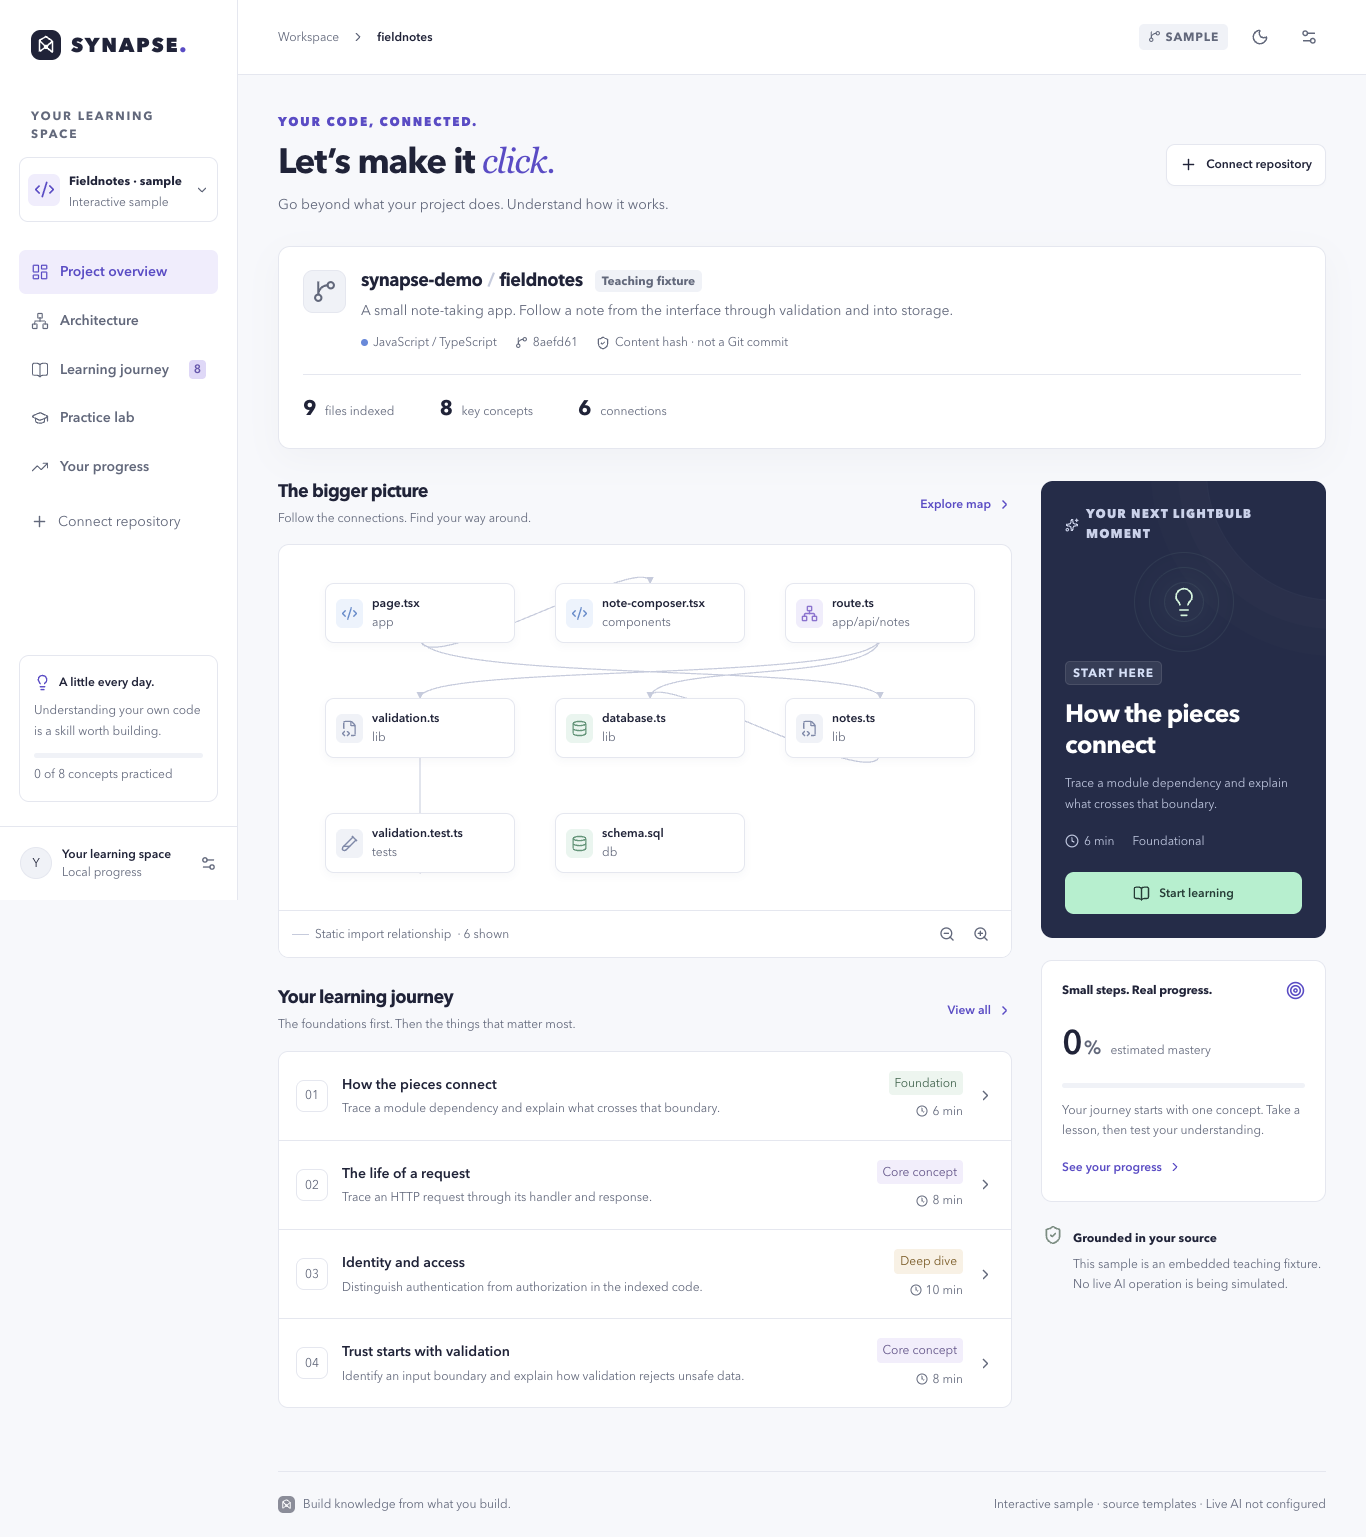 SYNAPSE.
YOUR LEARNING
SPACE
Fieldnotes · sample
Interactive sample
Project overview
Architecture
Learning journey 8
Practice lab
Your progress
Connect repository
A little every day.
Understanding your own code
is a skill worth building.
0 of 8 concepts practiced
Y
Your learning space
Local progress
Workspace > fieldnotes
SAMPLE
YOUR CODE, CONNECTED.
Let’s make it click.
Go beyond what your project does. Understand how it works.
Connect repository
synapse-demo / fieldnotes Teaching fixture
A small note-taking app. Follow a note from the interface through validation and into storage.
JavaScript / TypeScript 8aefd61 Content hash · not a Git commit
9 files indexed 8 key concepts 6 connections
The bigger picture
Follow the connections. Find your way around.
Explore map
page.tsx
app
note-composer.tsx
components
route.ts
app/api/notes
validation.ts
lib
database.ts
lib
notes.ts
lib
validation.test.ts
tests
schema.sql
db
Static import relationship · 6 shown
YOUR NEXT LIGHTBULB
MOMENT
START HERE
How the pieces
connect
Trace a module dependency and explain
what crosses that boundary.
6 min Foundational
Start learning
Small steps. Real progress.
0% estimated mastery
Your journey starts with one concept. Take a
lesson, then test your understanding.
See your progress
Grounded in your source
This sample is an embedded teaching fixture.
No live AI operation is being simulated.
Your learning journey
The foundations first. Then the things that matter most.
View all
01
How the pieces connect
Trace a module dependency and explain what crosses that boundary.
Foundation
6 min
02
The life of a request
Trace an HTTP request through its handler and response.
Core concept
8 min
03
Identity and access
Distinguish authentication from authorization in the indexed code.
Deep dive
10 min
04
Trust starts with validation
Identify an input boundary and explain how validation rejects unsafe data.
Core concept
8 min
Build knowledge from what you build.
Interactive sample · source templates · Live AI not configured